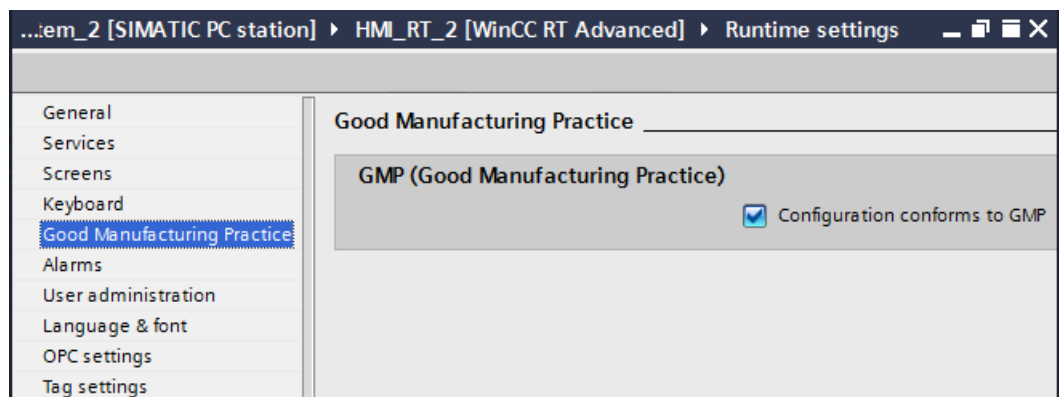 ...tem_2 [SIMATIC PC station] ▸ HMI_RT_2 [WinCC RT Advanced] ▸ Runtime settings
General
Services
Screens
Keyboard
Good Manufacturing Practice
Alarms
User administration
Language & font
OPC settings
Tag settings
Good Manufacturing Practice
GMP (Good Manufacturing Practice)
Configuration conforms to GMP